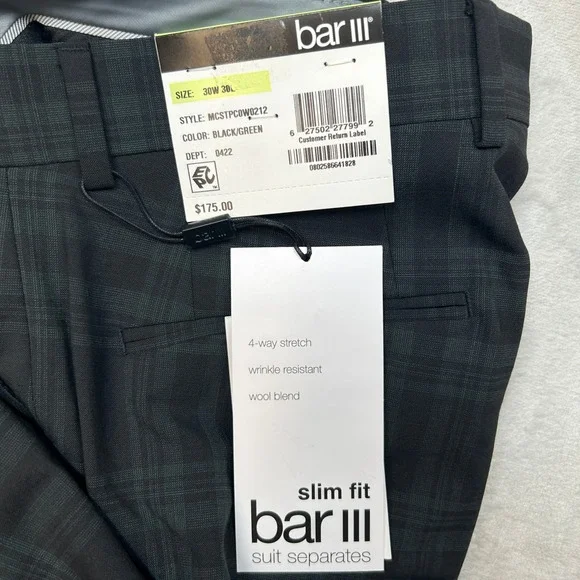 bar III®
SIZE: 30W 30L
STYLE: MCSTPC0W0212
COLOR: BLACK/GREEN
DEPT: 0422
6 27502 27799 2
Customer Return Label
0802586641828
EPC™
$175.00
bar III
4-way stretch
wrinkle resistant
wool blend
slim fit
bar III
suit separates